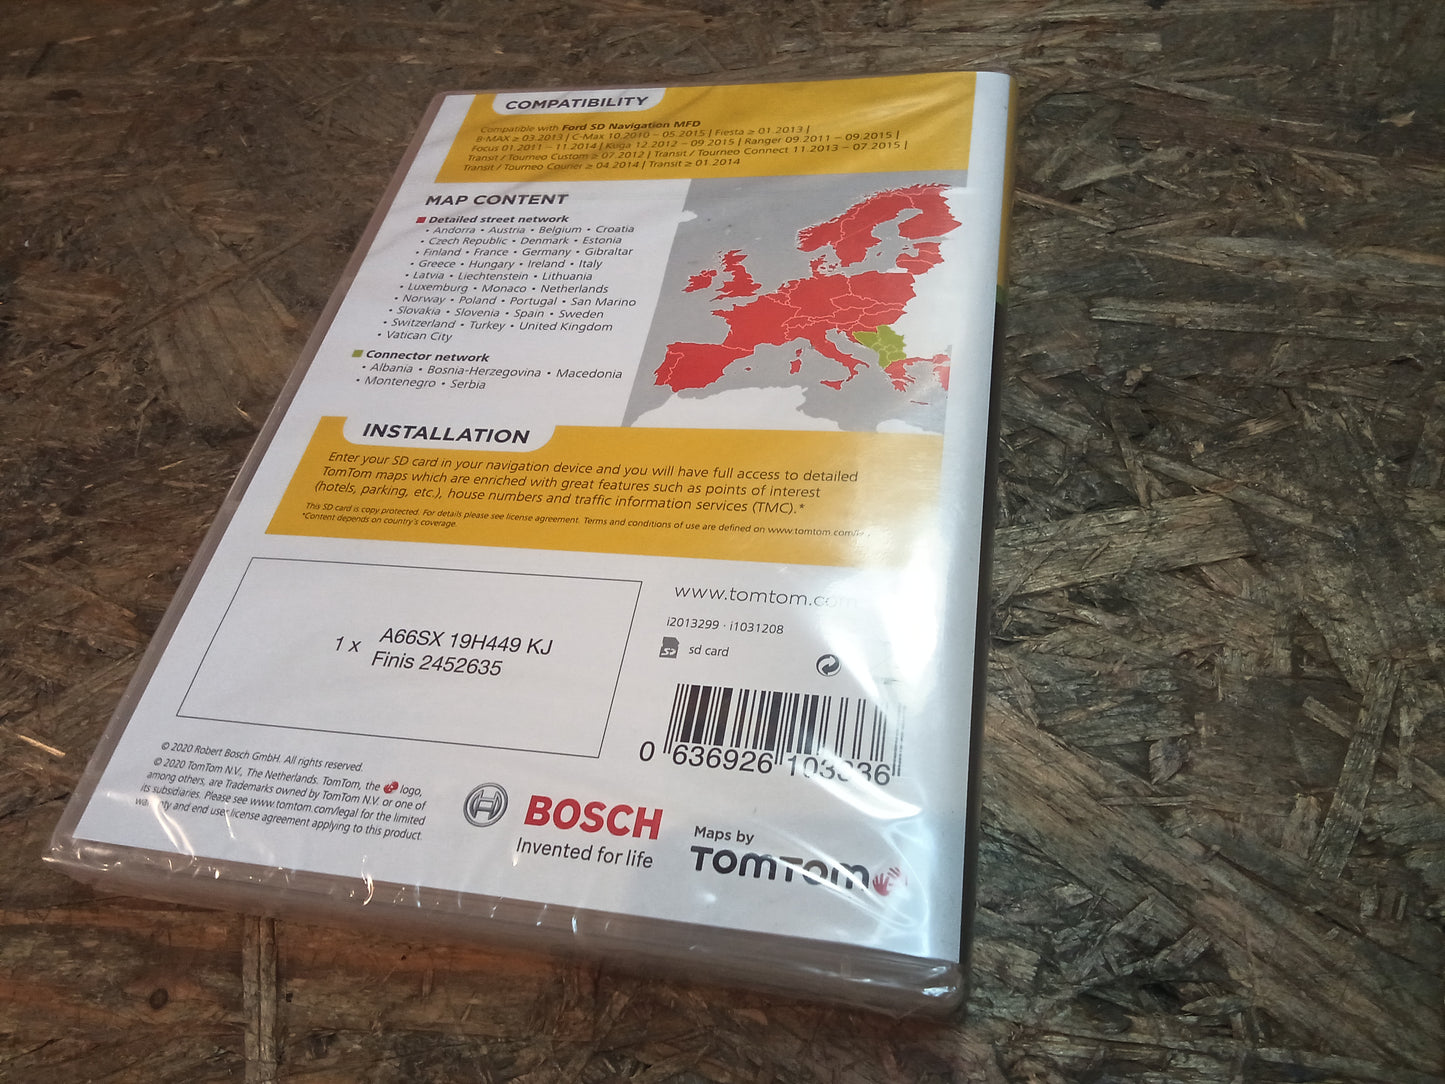 COMPATIBILITY
Compatible with Ford SD Navigation MFD
B-MAX ≥ 03.2013 | C-Max 10.2010 – 05.2015 | Fiesta ≥ 01.2013 |
Focus 01.2011 – 11.2014 | Kuga 12.2012 – 09.2015 | Ranger 09.2011 – 09.2015 |
Transit / Tourneo Custom ≥ 07.2012 | Transit / Tourneo Connect 11.2013 – 07.2015 |
Transit / Tourneo Courier ≥ 04.2014 | Transit ≥ 01.2014
MAP CONTENT
Detailed street network
• Andorra • Austria • Belgium • Croatia
• Czech Republic • Denmark • Estonia
• Finland • France • Germany • Gibraltar
• Greece • Hungary • Ireland • Italy
• Latvia • Liechtenstein • Lithuania
• Luxemburg • Monaco • Netherlands
• Norway • Poland • Portugal • San Marino
• Slovakia • Slovenia • Spain • Sweden
• Switzerland • Turkey • United Kingdom
• Vatican City
Connector network
• Albania • Bosnia-Herzegovina • Macedonia
• Montenegro • Serbia
INSTALLATION
Enter your SD card in your navigation device and you will have full access to detailed
TomTom maps which are enriched with great features such as points of interest
(hotels, parking, etc.), house numbers and traffic information services (TMC).*
This SD card is copy protected. For details please see license agreement. Terms and conditions of use are defined on www.tomtom.com/
*Content depends on country's coverage.
1 x A66SX 19H449 KJ
Finis 2452635
www.tomtom.com
i2013299 · i1031208
SD
sd card
0 636926 103336
© 2020 Robert Bosch GmbH. All rights reserved.
© 2020 TomTom N.V., The Netherlands. TomTom, the logo,
among others, are Trademarks owned by TomTom N.V. or one of
its subsidiaries. Please see www.tomtom.com/legal for the limited
warranty and end user license agreement applying to this product.
BOSCH
Invented for life
Maps by
TOMTOM